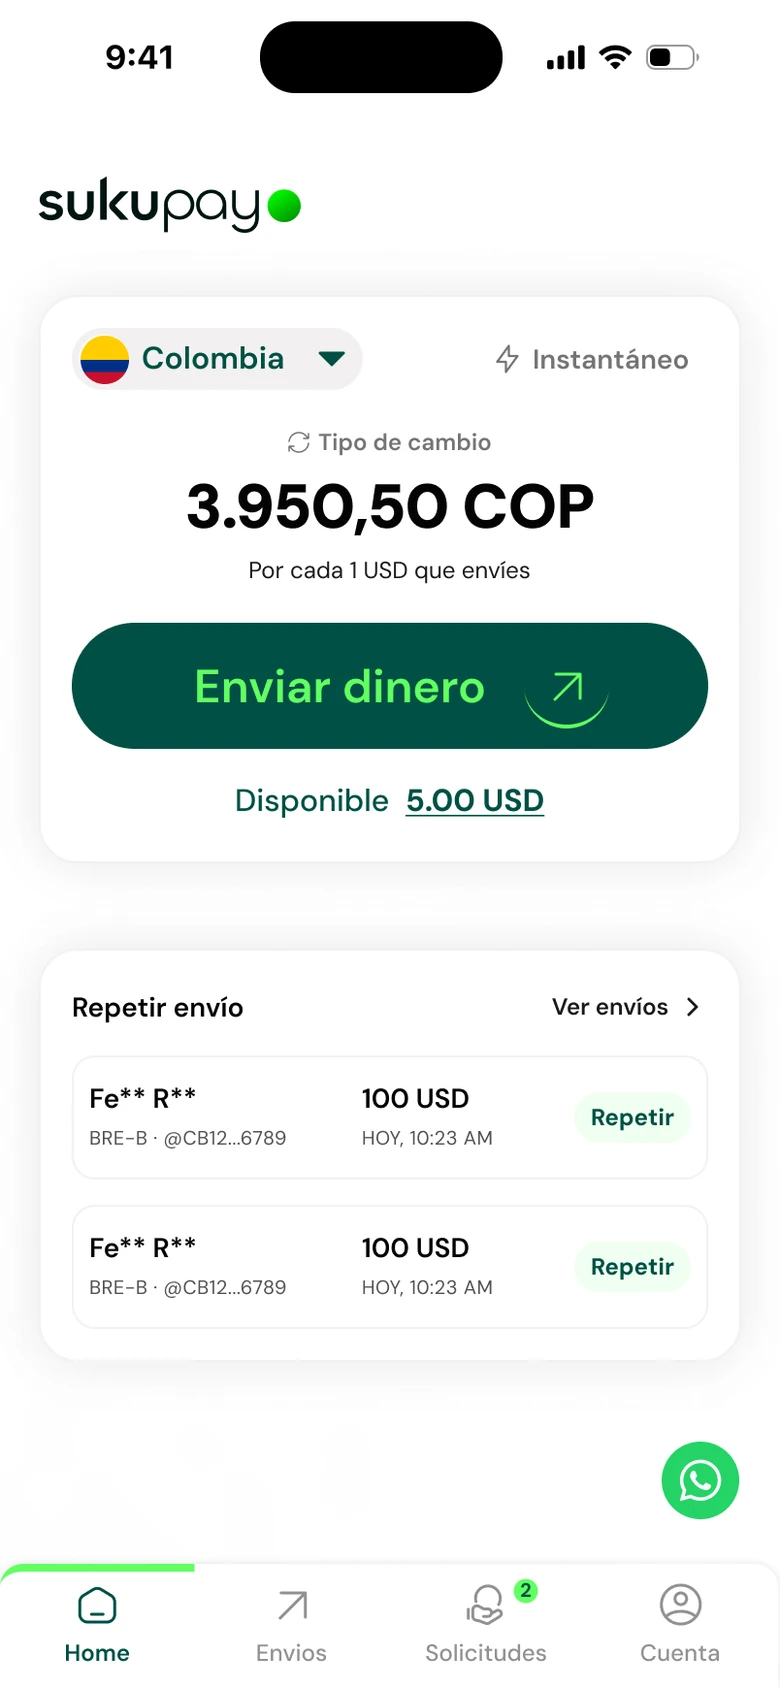 9:41
sukupay
Colombia
Instantáneo
Tipo de cambio
3.950,50 COP
Por cada 1 USD que envíes
Enviar dinero
Disponible 5.00 USD
Repetir envío
Ver envíos
Fe** R**
100 USD
BRE-B · @CB12...6789
HOY, 10:23 AM
Repetir
Fe** R**
100 USD
BRE-B · @CB12...6789
HOY, 10:23 AM
Repetir
2
Home
Envios
Solicitudes
Cuenta